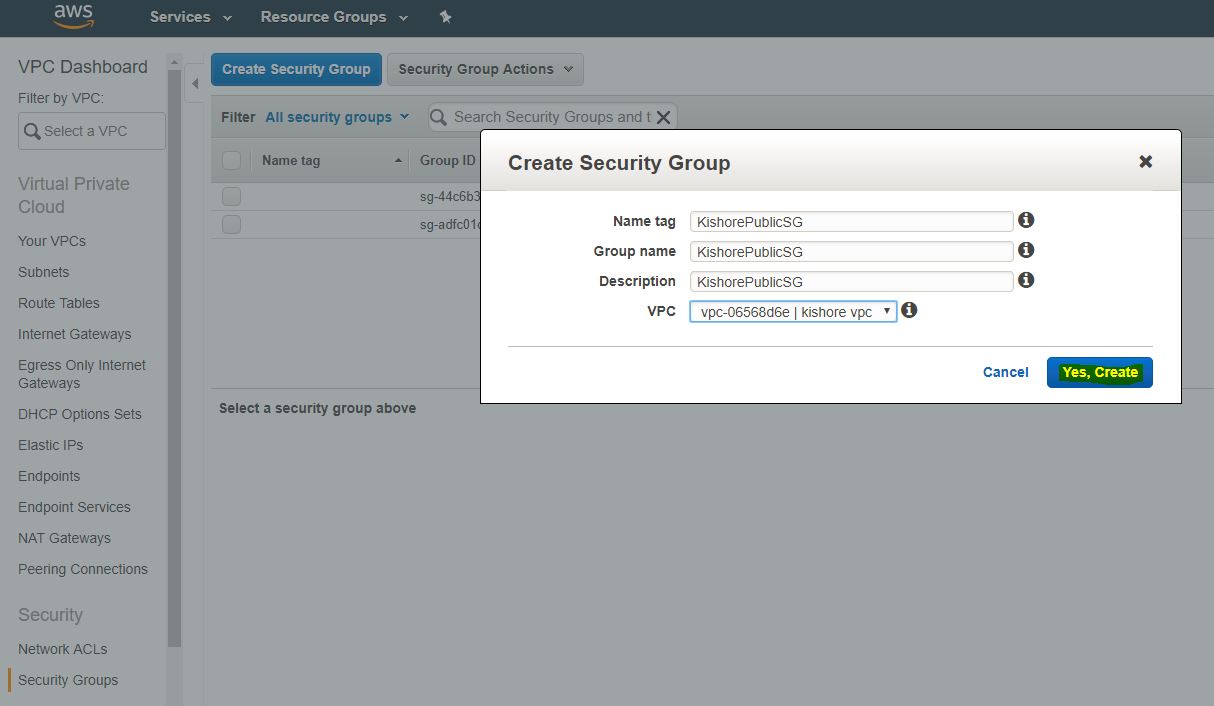 aws Services Resource Groups
VPC Dashboard
Filter by VPC:
Select a VPC
Virtual Private
Cloud
Your VPCs
Subnets
Route Tables
Internet Gateways
Egress Only Internet
Gateways
DHCP Options Sets
Elastic IPs
Endpoints
Endpoint Services
NAT Gateways
Peering Connections
Security
Network ACLs
Security Groups
Create Security Group Security Group Actions
Filter All security groups Search Security Groups and t
Name tag Group ID
sg-44c6b3
sg-adfc01
Select a security group above
Create Security Group
Name tag KishorePublicSG
Group name KishorePublicSG
Description KishorePublicSG
VPC vpc-06568d6e | kishore vpc
Cancel Yes, Create